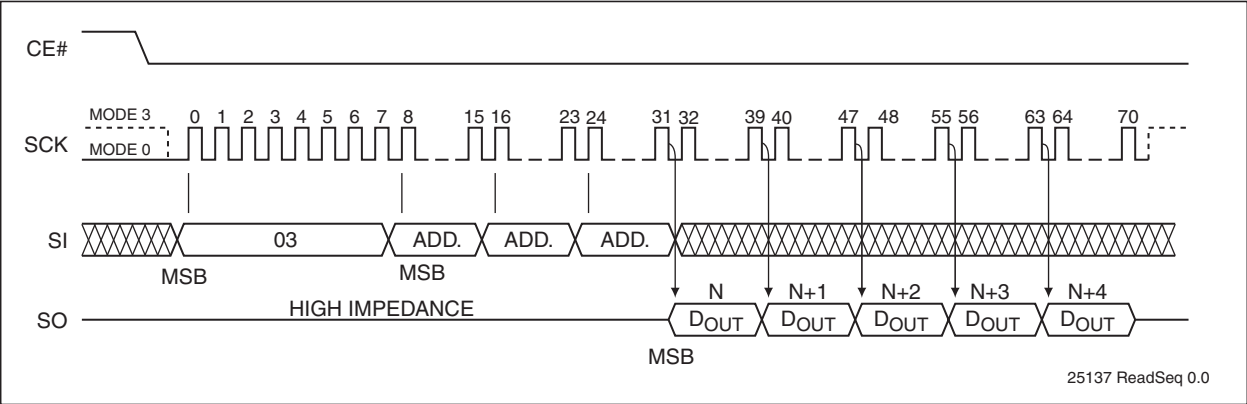 CE#
MODE 3
0 1 2 3 4 5 6 7 8 15 16 23 24 31 32 39 40 47 48 55 56 63 64 70
SCK
MODE 0
SI
03 ADD. ADD. ADD.
MSB MSB
N N+1 N+2 N+3 N+4
HIGH IMPEDANCE
SO
DOUT DOUT DOUT DOUT DOUT
MSB
25137 ReadSeq 0.0